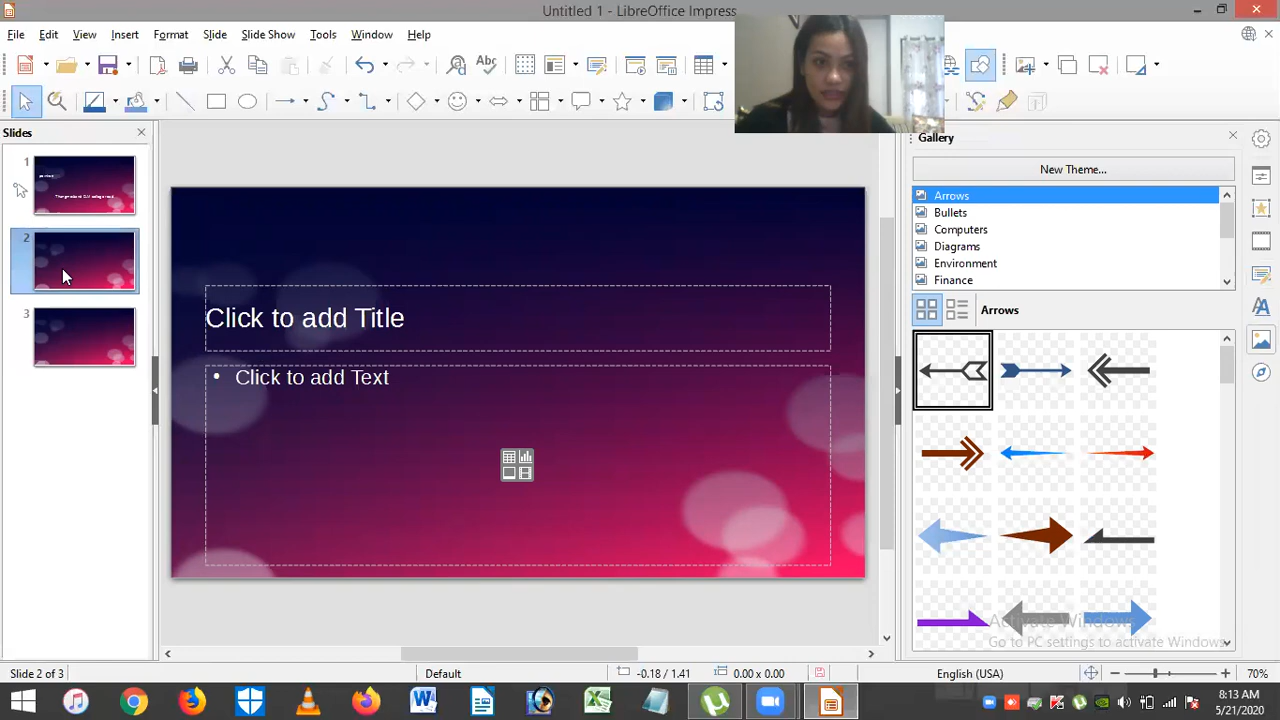 Untitled 1 - LibreOffice Impress
File Edit View Insert Format Slide Slide Show Tools Window Help
Abc
Slides
1
2
3
Click to add Title
• Click to add Text
Gallery
New Theme...
Arrows
Bullets
Computers
Diagrams
Environment
Finance
Arrows
Activate Windows
Go to PC settings to activate Windows.
Slide 2 of 3
Default
-0.18 / 1.41
0.00 x 0.00
English (USA)
70%
8:13 AM
5/21/2020